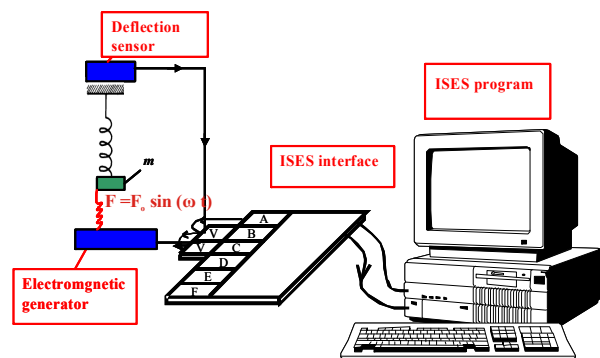 Deflection
sensor
ISES program
ISES interface
m
F =Fₒ sin (ω t)
A
V B
V C
D
E
F
Electromgnetic
generator